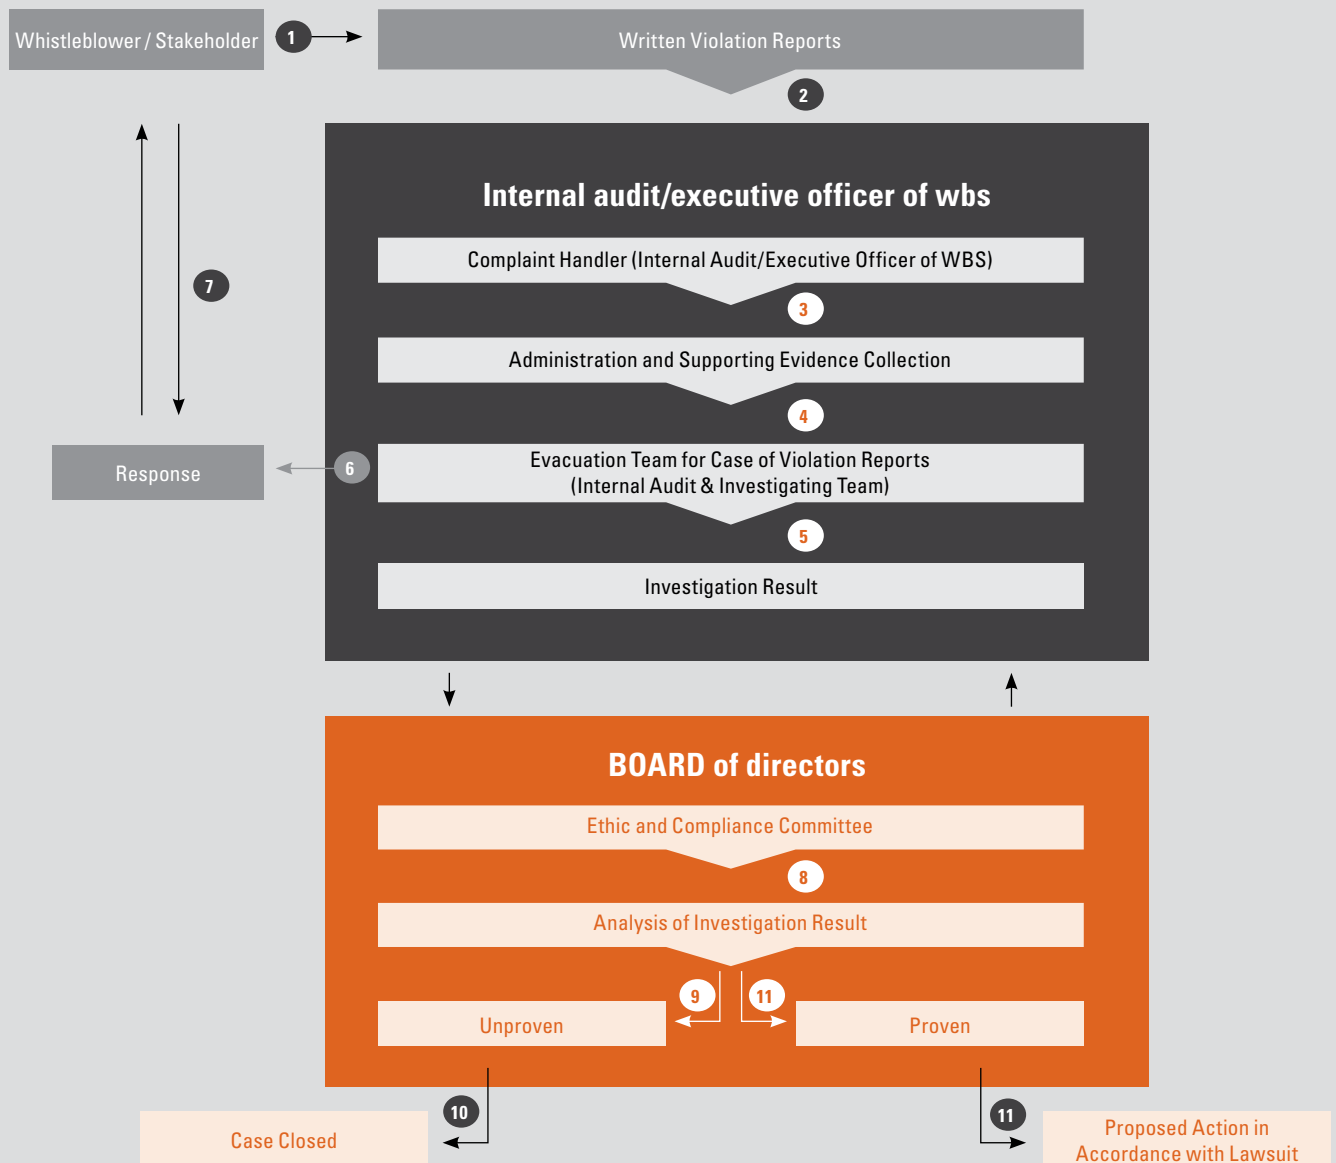 Whistleblower / Stakeholder
1
Written Violation Reports
2
Internal audit/executive officer of wbs
Complaint Handler (Internal Audit/Executive Officer of WBS)
3
Administration and Supporting Evidence Collection
4
7
Response
6
Evacuation Team for Case of Violation Reports
(Internal Audit & Investigating Team)
5
Investigation Result
BOARD of directors
Ethic and Compliance Committee
8
Analysis of Investigation Result
9
11
Unproven
Proven
10
11
Case Closed
Proposed Action in
Accordance with Lawsuit